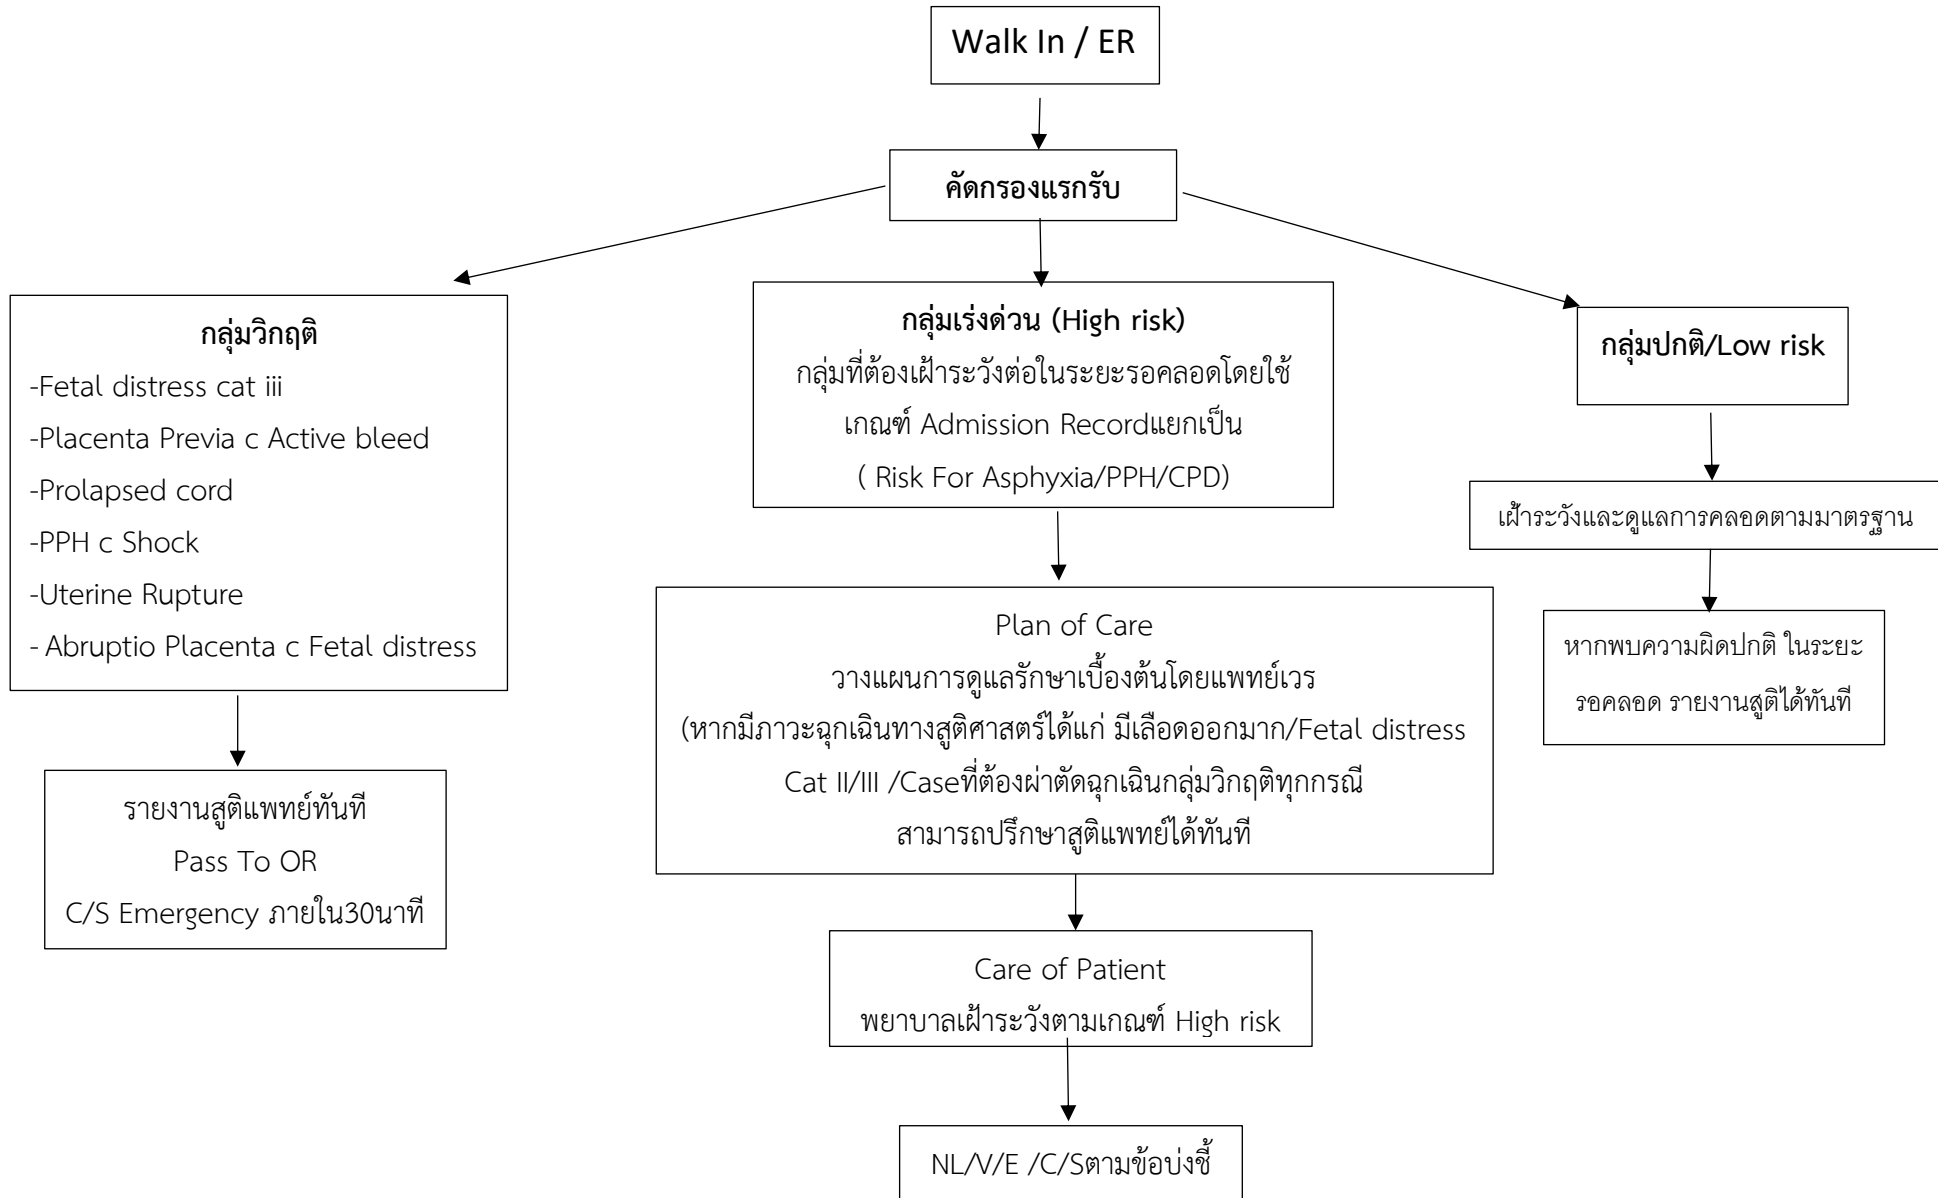 Walk In / ER
คัดกรองแรกรับ
กลุ่มวิกฤติ
-Fetal distress cat iii
-Placenta Previa c Active bleed
-Prolapsed cord
-PPH c Shock
-Uterine Rupture
- Abruptio Placenta c Fetal distress
รายงานสูติแพทย์ทันที
Pass To OR
C/S Emergency ภายใน30นาที
กลุ่มเร่งด่วน (High risk)
กลุ่มที่ต้องเฝ้าระวังต่อในระยะรอคลอดโดยใช้
เกณฑ์ Admission Recordแยกเป็น
( Risk For Asphyxia/PPH/CPD)
Plan of Care
วางแผนการดูแลรักษาเบื้องต้นโดยแพทย์เวร
(หากมีภาวะฉุกเฉินทางสูติศาสตร์ได้แก่ มีเลือดออกมาก/Fetal distress
Cat II/III /Caseที่ต้องผ่าตัดฉุกเฉินกลุ่มวิกฤติทุกกรณี
สามารถปรึกษาสูติแพทย์ได้ทันที
Care of Patient
พยาบาลเฝ้าระวังตามเกณฑ์ High risk
NL/V/E /C/Sตามข้อบ่งชี้
กลุ่มปกติ/Low risk
เฝ้าระวังและดูแลการคลอดตามมาตรฐาน
หากพบความผิดปกติ ในระยะ
รอคลอด รายงานสูติได้ทันที